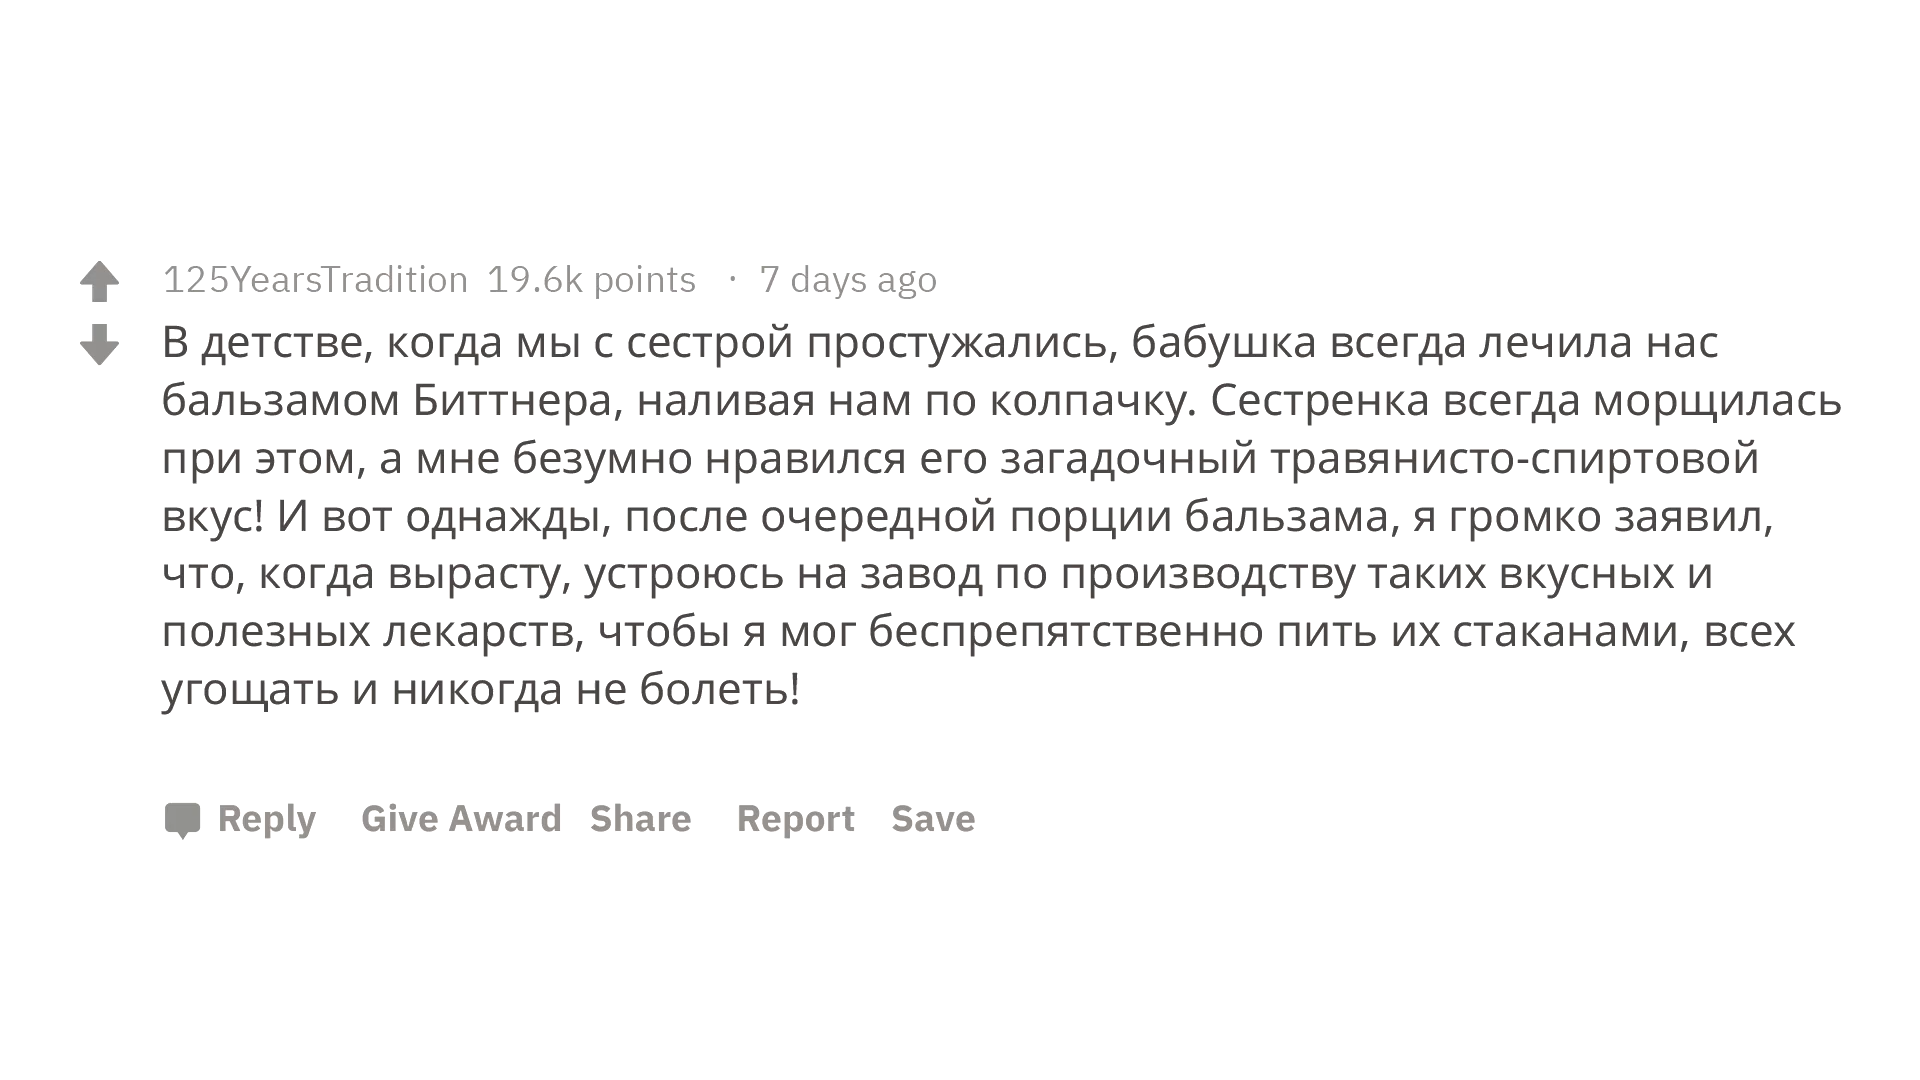 125YearsTradition 19.6k points · 7 days ago
В детстве, когда мы с сестрой простужались, бабушка всегда лечила нас
бальзамом Биттнера, наливая нам по колпачку. Сестренка всегда морщилась
при этом, а мне безумно нравился его загадочный травянисто-спиртовой
вкус! И вот однажды, после очередной порции бальзама, я громко заявил,
что, когда вырасту, устроюсь на завод по производству таких вкусных и
полезных лекарств, чтобы я мог беспрепятственно пить их стаканами, всех
угощать и никогда не болеть!
Reply Give Award Share Report Save